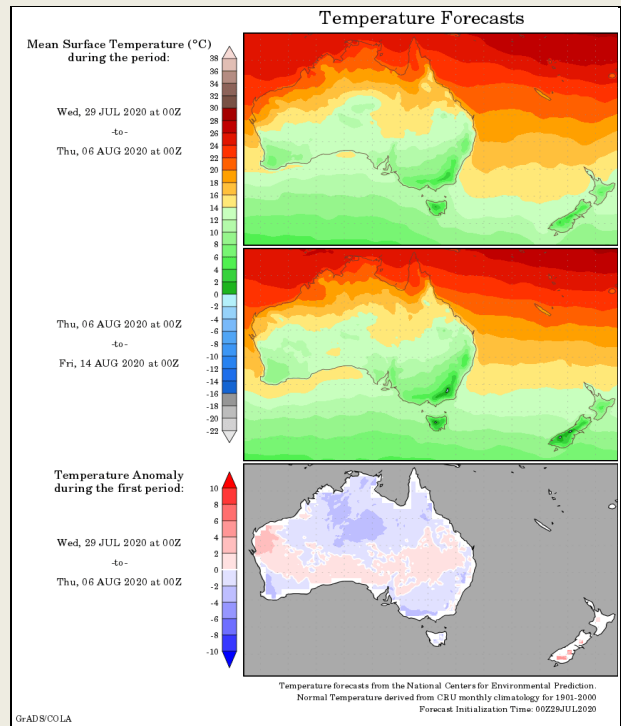 Temperature Forecasts
Mean Surface Temperature (°C)
during the period:
Wed, 29 JUL 2020 at 00Z
-to-
Thu, 06 AUG 2020 at 00Z
38
36
34
32
30
28
26
24
22
20
18
16
14
12
10
8
6
4
2
0
-2
-4
-6
-8
-10
-12
-14
-16
-18
-20
-22
Thu, 06 AUG 2020 at 00Z
-to-
Fri, 14 AUG 2020 at 00Z
Temperature Anomaly
during the first period:
Wed, 29 JUL 2020 at 00Z
-to-
Thu, 06 AUG 2020 at 00Z
10
8
6
4
2
0
-2
-4
-6
-8
-10
Temperature forecasts from the National Centers for Environmental Prediction.
Normal Temperature derived from CRU monthly climatology for 1901-2000
Forecast Initialization Time: 00Z29JUL2020
GrADS/COLA